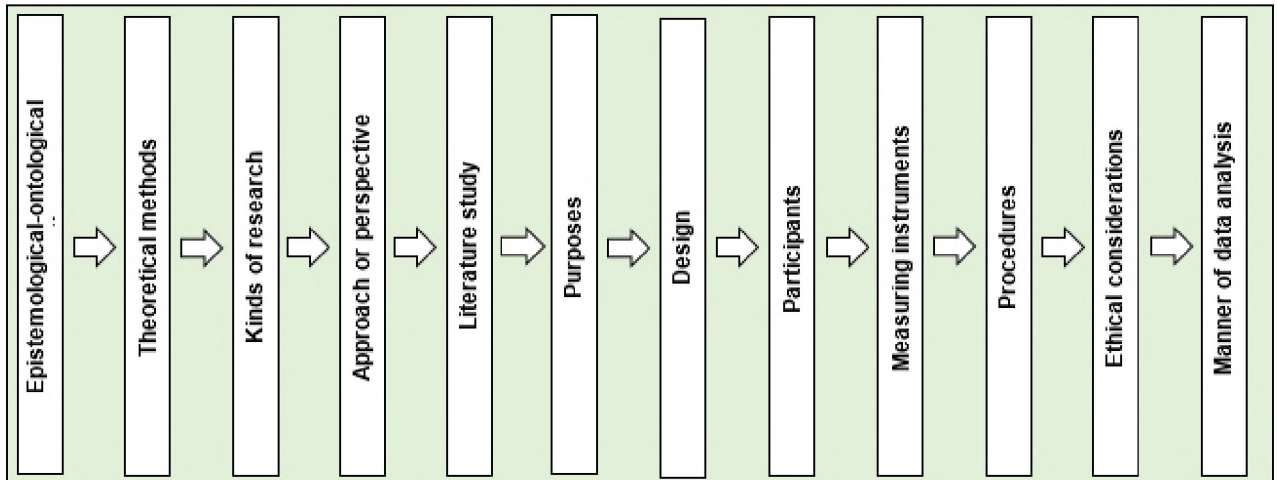 Epistemological-ontological
Theoretical methods
Kinds of research
Approach or perspective
Literature study
Purposes
Design
Participants
Measuring instruments
Procedures
Ethical considerations
Manner of data analysis